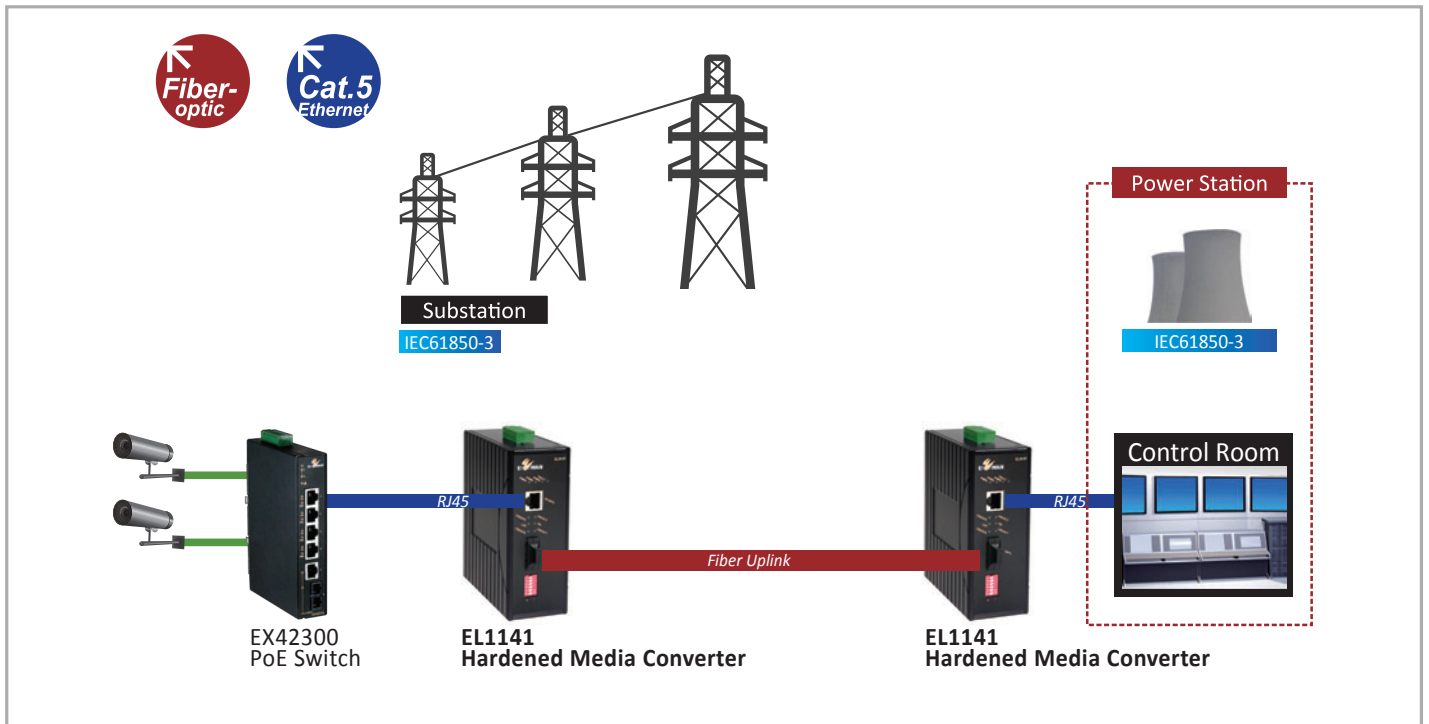 Fiber-
optic
Cat.5
Ethernet
Power Station
Substation
IEC61850-3
IEC61850-3
Control Room
RJ45
RJ45
Fiber Uplink
EX42300
PoE Switch
EL1141
Hardened Media Converter
EL1141
Hardened Media Converter